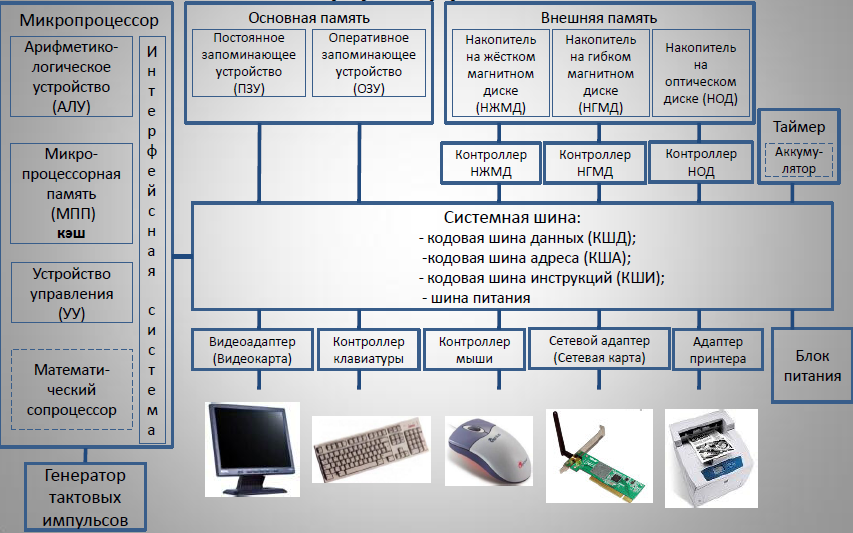 Микропроцессор
Арифметико-
логическое
устройство
(АЛУ)
Микро-
процессорная
память
(МПП)
кэш
Устройство
управления
(УУ)
Математи-
ческий
сопроцессор
Интерфейсная система
Генератор
тактовых
импульсов
Основная память
Постоянное
запоминающее
устройство
(ПЗУ)
Оперативное
запоминающее
устройство
(ОЗУ)
Внешняя память
Накопитель
на жёстком
магнитном
диске (НЖМД)
Накопитель
на гибком
магнитном
диске (НГМД)
Накопитель
на
оптическом
диске (НОД)
Контроллер
НЖМД
Контроллер
НГМД
Контроллер
НОД
Таймер
Аккуму-
лятор
Системная шина:
- кодовая шина данных (КШД);
-кодовая шина адреса (КША);
- кодовая шина инструкций (КШИ);
- шина питания
Видеоадаптер
(Видеокарта)
Контроллер
клавиатуры
Контроллер
мыши
Сетевой адаптер
(Сетевая карта)
Адаптер
принтера
Блок
питания